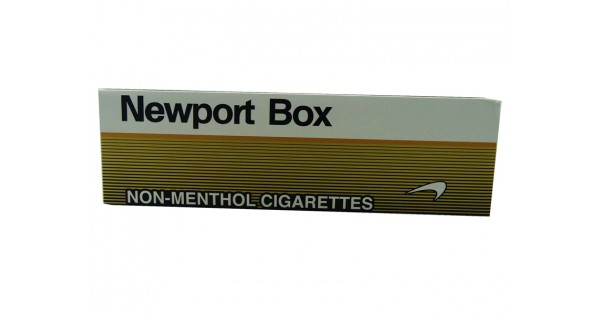 Newport Box
NON-MENTHOL CIGARETTES